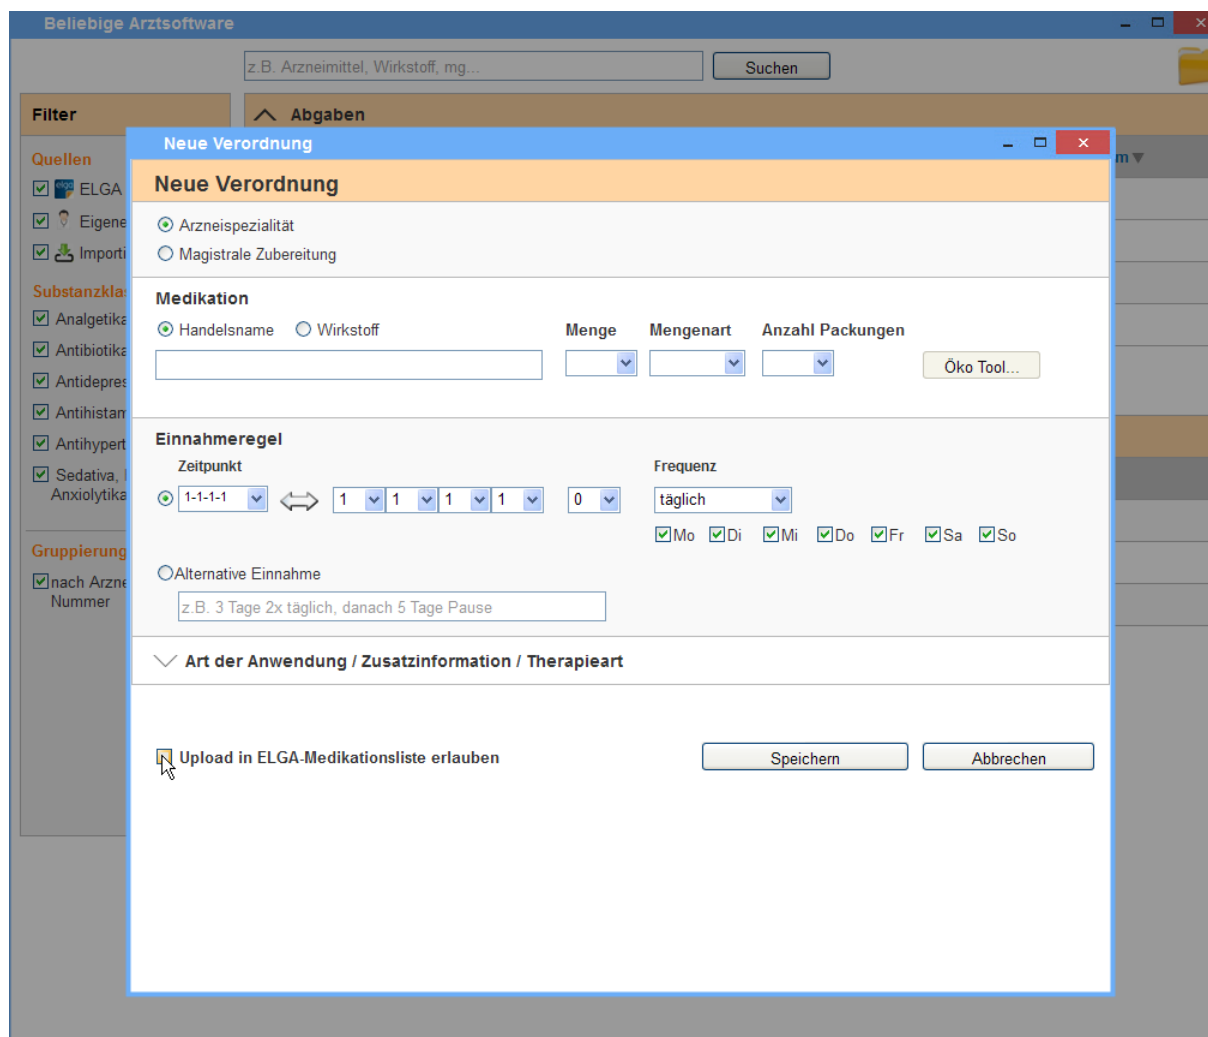 Beliebige Arztsoftware
z.B. Arzneimittel, Wirkstoff, mg...
Suchen
Filter
Abgaben
Quellen
ELGA
Eigene
Importi
Substanzkla
Analgetika
Antibiotika
Antidepres
Antihistam
Antihypert
Sedativa,
Anxiolytika
Gruppierung
nach Arzne
Nummer
m
Neue Verordnung
Neue Verordnung
Arzneispezialität
Magistrale Zubereitung
Medikation
Handelsname Wirkstoff Menge Mengenart Anzahl Packungen
Öko Tool...
Einnahmeregel
Zeitpunkt Frequenz
1-1-1-1 1 1 1 1 0 täglich
Mo Di Mi Do Fr Sa So
Alternative Einnahme
z.B. 3 Tage 2x täglich, danach 5 Tage Pause
Art der Anwendung / Zusatzinformation / Therapieart
Upload in ELGA-Medikationsliste erlauben Speichern Abbrechen